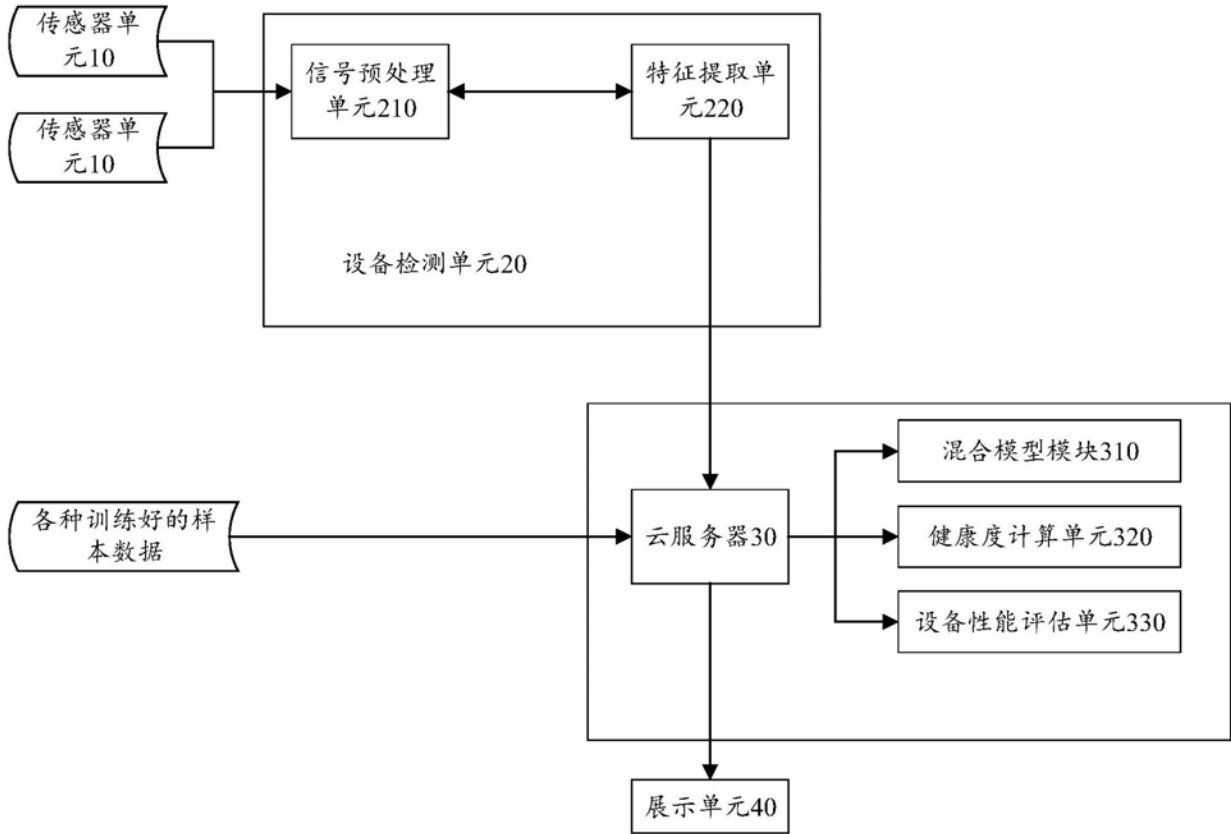 传感器单
元10
传感器单
元10
信号预处理
单元210
特征提取单
元220
设备检测单元20
各种训练好的样
本数据
云服务器30
混合模型模块310
健康度计算单元320
设备性能评估单元330
展示单元40